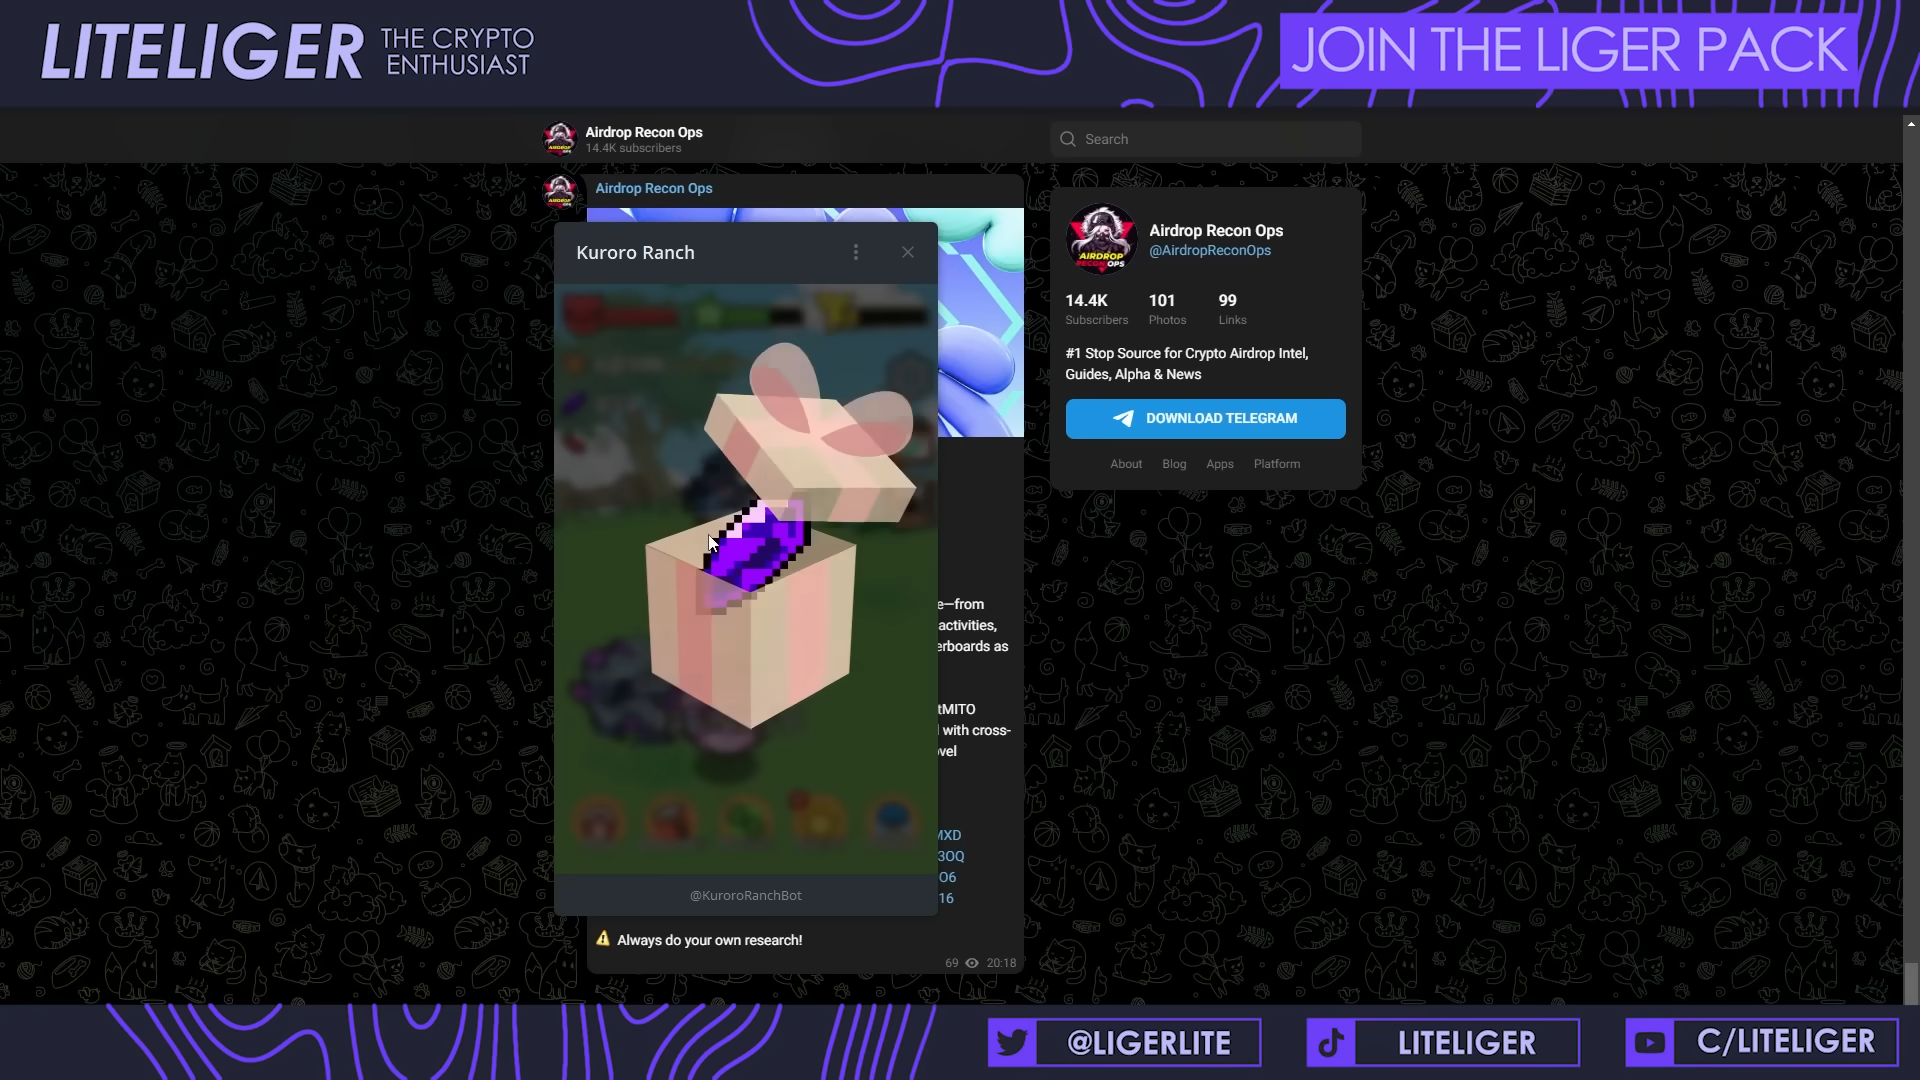 LITELIGER
THE CRYPTO
ENTHUSIAST
JOIN THE LIGER PACK
Airdrop Recon Ops
14.4K subscribers
Search
Airdrop Recon Ops
Kuroro Ranch
Airdrop Recon Ops
@AirdropReconOps
14.4K 101 99
Subscribers Photos Links
#1 Stop Source for Crypto Airdrop Intel,
Guides, Alpha & News
DOWNLOAD TELEGRAM
About Blog Apps Platform
e—from
activities,
erboards as
tMITO
with cross-
vel
MXD
3OQ
O6
16
@KuroroRanchBot
Always do your own research!
69 20:18
@LIGERLITE
LITELIGER
C/LITELIGER